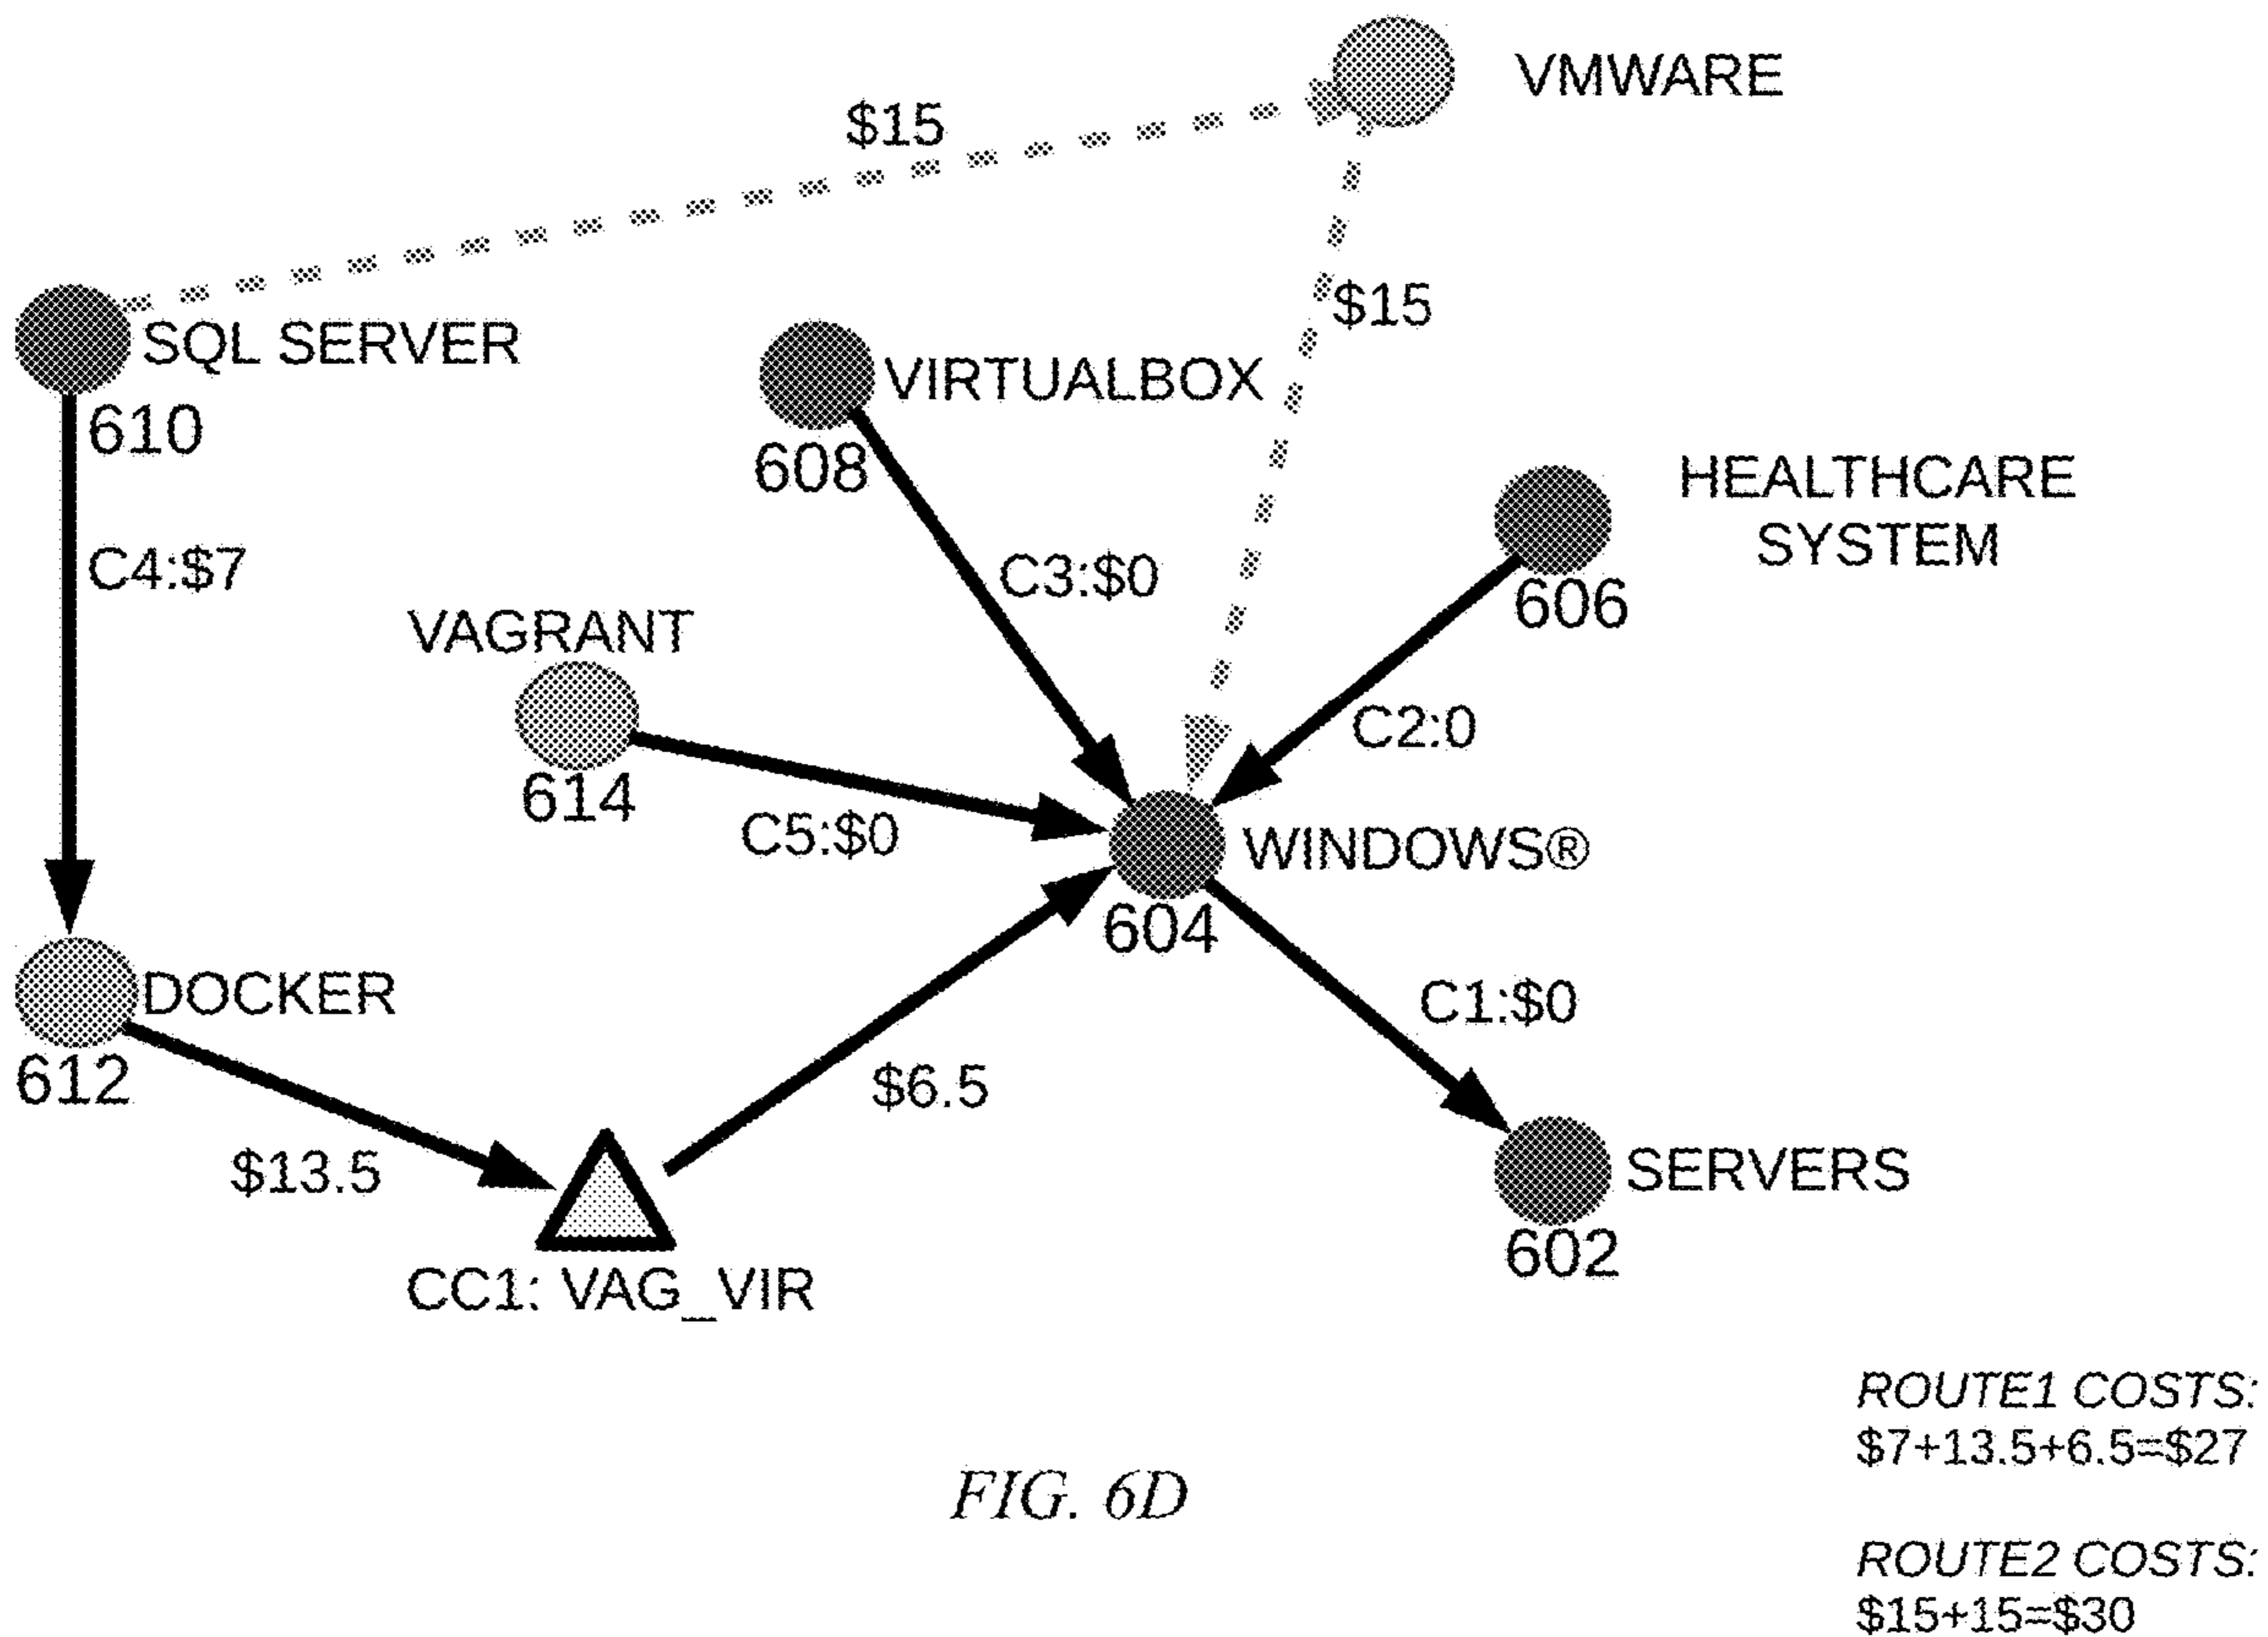 VMWARE
$15
$15
SQL SERVER
610
VIRTUALBOX
608
HEALTHCARE
SYSTEM
606
C4:$7
C3:$0
VAGRANT
614
C2:0
C5:$0
WINDOWS®
604
DOCKER
612
C1:$0
$6.5
$13.5
SERVERS
602
CC1: VAG_VIR
ROUTE1 COSTS:
$7+13.5+6.5=$27
FIG. 6D
ROUTE2 COSTS:
$15+15=$30